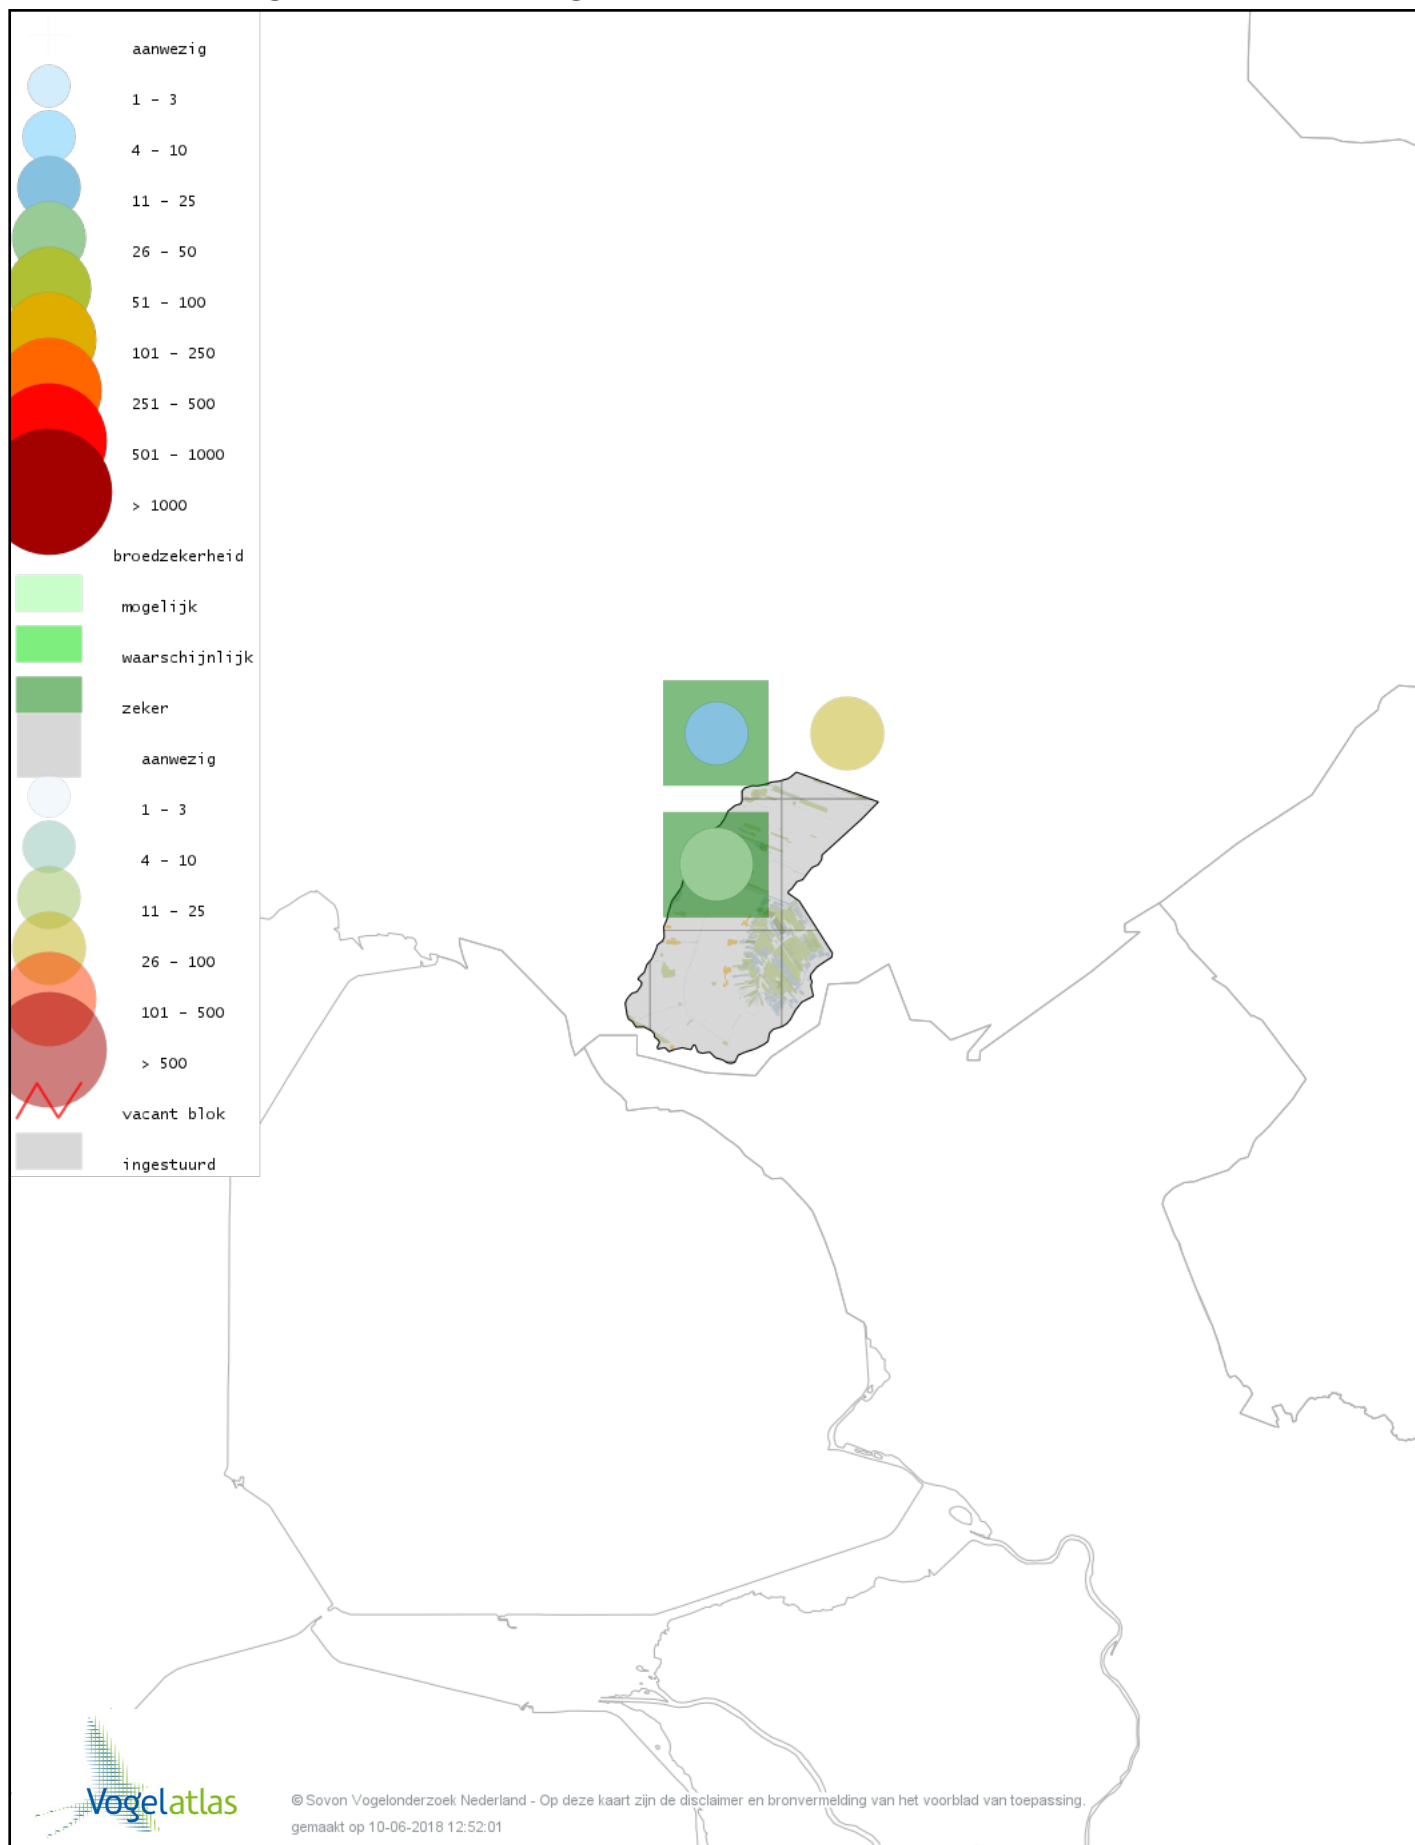 aanwezig
1 - 3
4 - 10
11 - 25
26 - 50
51 - 100
101 - 250
251 - 500
501 - 1000
> 1000
broedzekerheid
mogelijk
waarschijnlijk
zeker
aanwezig
1 - 3
4 - 10
11 - 25
26 - 100
101 - 500
> 500
vacant blok
ingestuurd
Vogelatlas
© Sovon Vogelonderzoek Nederland - Op deze kaart zijn de disclaimer en bronvermelding van het voorblad van toepassing.
gemaakt op 10-06-2018 12:52:01